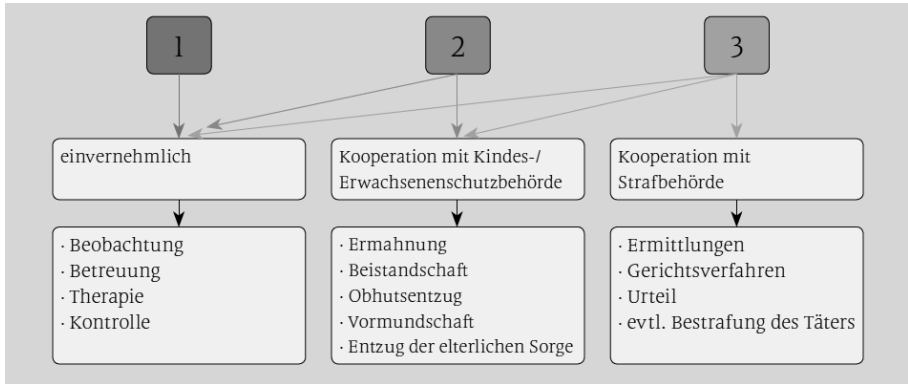 1
2
3
einvernehmlich
Kooperation mit Kindes-/
Erwachsenenschutzbehörde
Kooperation mit
Strafbehörde
· Beobachtung
· Betreuung
· Therapie
· Kontrolle
· Ermahnung
· Beistandschaft
· Obhutsentzug
· Vormundschaft
· Entzug der elterlichen Sorge
· Ermittlungen
· Gerichtsverfahren
· Urteil
· evtl. Bestrafung des Täters